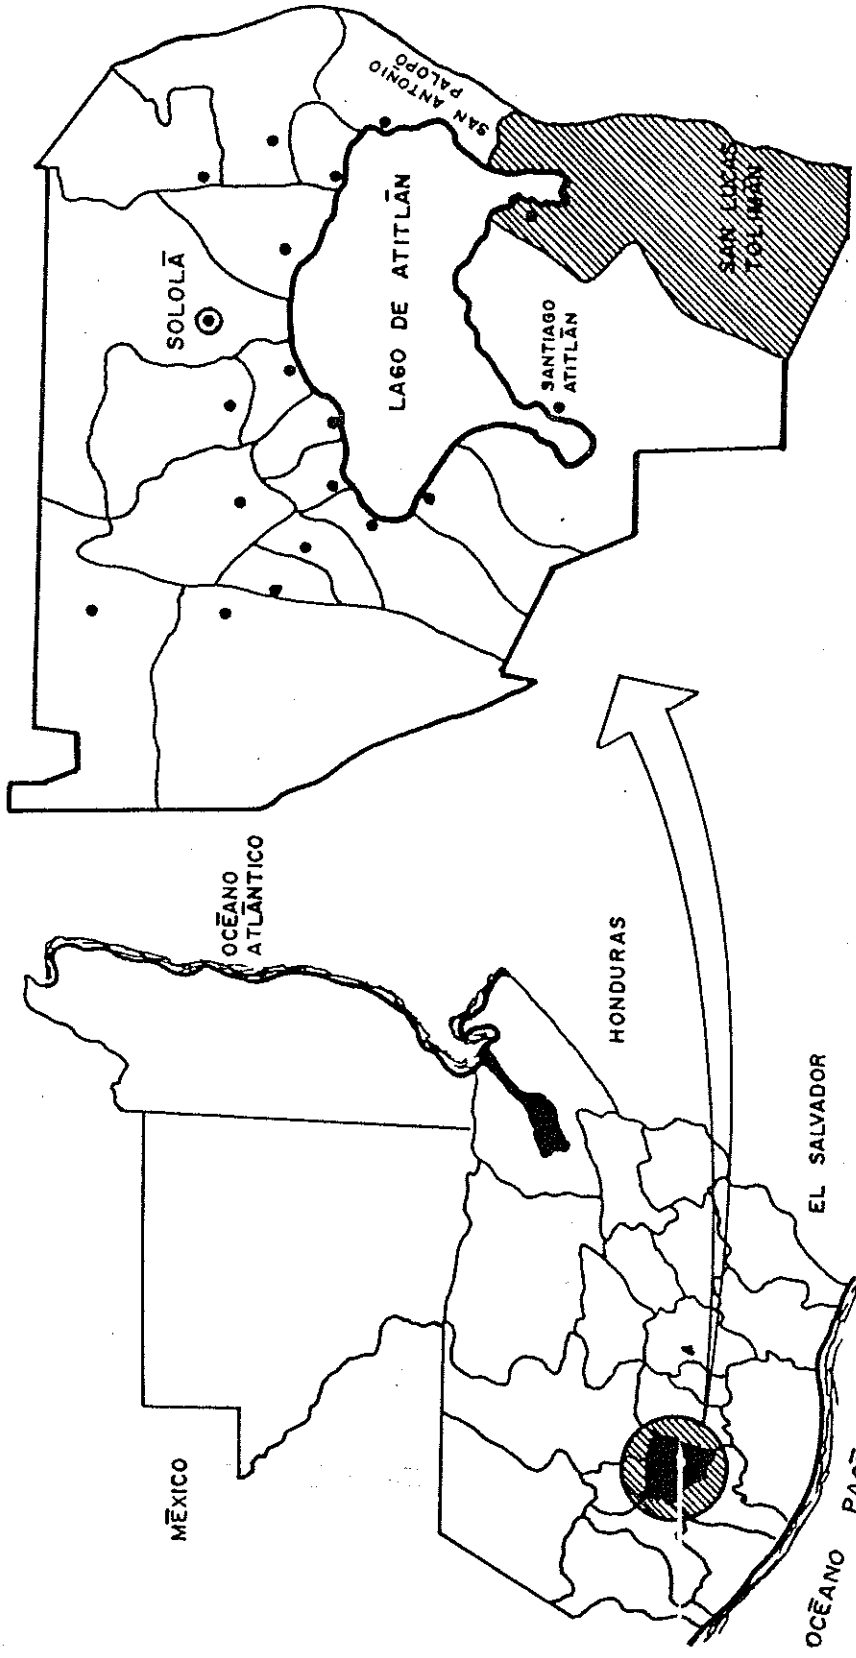 MÉXICO
OCÉANO
ATLÁNTICO
HONDURAS
EL SALVADOR
OCÉANO
SOLOLÁ
LAGO DE ATITLÁN
SAN ANTONIO
PALOPÓ
SANTIAGO
ATITLÁN
SAN LUCAS
TOLIMÁN